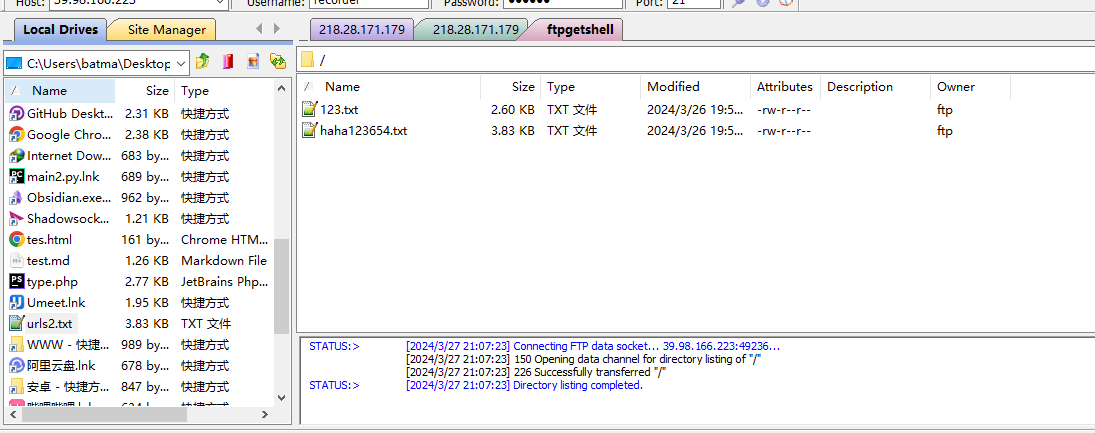 Host: 39.98.166.223 Username: recorder Password: ●●●●●● Port: 21
Local Drives Site Manager
218.28.171.179 218.28.171.179 ftpgetshell
C:\Users\batma\Desktop
/
Name Size Type
GitHub Deskt... 2.31 KB 快捷方式
Google Chro... 2.38 KB 快捷方式
Internet Dow... 683 by... 快捷方式
main2.py.lnk 689 by... 快捷方式
Obsidian.exe... 962 by... 快捷方式
Shadowsock... 1.21 KB 快捷方式
tes.html 161 by... Chrome HTM...
test.md 1.26 KB Markdown File
type.php 2.77 KB JetBrains Php...
Umeet.lnk 1.95 KB 快捷方式
urls2.txt 3.83 KB TXT 文件
WWW - 快捷... 989 by... 快捷方式
阿里云盘.lnk 678 by... 快捷方式
安卓 - 快捷方... 847 by... 快捷方式
哔哩哔哩.lnk 634 by... 快捷方式
Name Size Type Modified Attributes Description Owner
123.txt 2.60 KB TXT 文件 2024/3/26 19:5... -rw-r--r-- ftp
haha123654.txt 3.83 KB TXT 文件 2024/3/26 19:5... -rw-r--r-- ftp
STATUS:> [2024/3/27 21:07:23] Connecting FTP data socket... 39.98.166.223:49236...
[2024/3/27 21:07:23] 150 Opening data channel for directory listing of "/"
[2024/3/27 21:07:23] 226 Successfully transferred "/"
STATUS:> [2024/3/27 21:07:23] Directory listing completed.